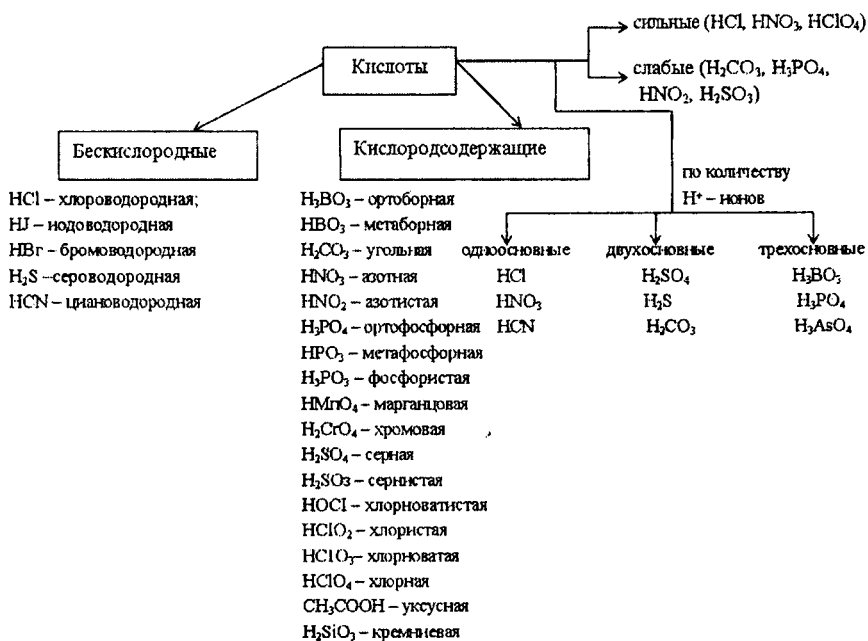 сильные (HCl, HNO₃, HClO₄)
Кислоты
слабые (H₂CO₃, H₃PO₄,
HNO₂, H₂SO₃)
Бескислородные
Кислородсодержащие
HCl – хлороводородная;
HJ – иодоводородная
HBr – бромоводородная
H₂S – сероводородная
HCN – циановодородная
H₃BO₃ – ортоборная
HBO₃ – метаборная
H₂CO₃ – угольная
HNO₃ – азотная
HNO₂ – азотистая
H₃PO₄ – ортофосфорная
HPO₃ – метафосфорная
H₃PO₃ – фосфористая
HMnO₄ – марганцовая
H₂CrO₄ – хромовая
H₂SO₄ – серная
H₂SO₃ – сернистая
HOCl – хлорноватистая
HClO₂ – хлористая
HClO₃– хлорноватая
HClO₄ – хлорная
CH₃COOH – уксусная
H₂SiO₃ – кремниевая
по количеству
H⁺ – ионов
одноосновные двухосновные трехосновные
HCl H₂SO₄ H₃BO₃
HNO₃ H₂S H₃PO₄
HCN H₂CO₃ H₃AsO₄